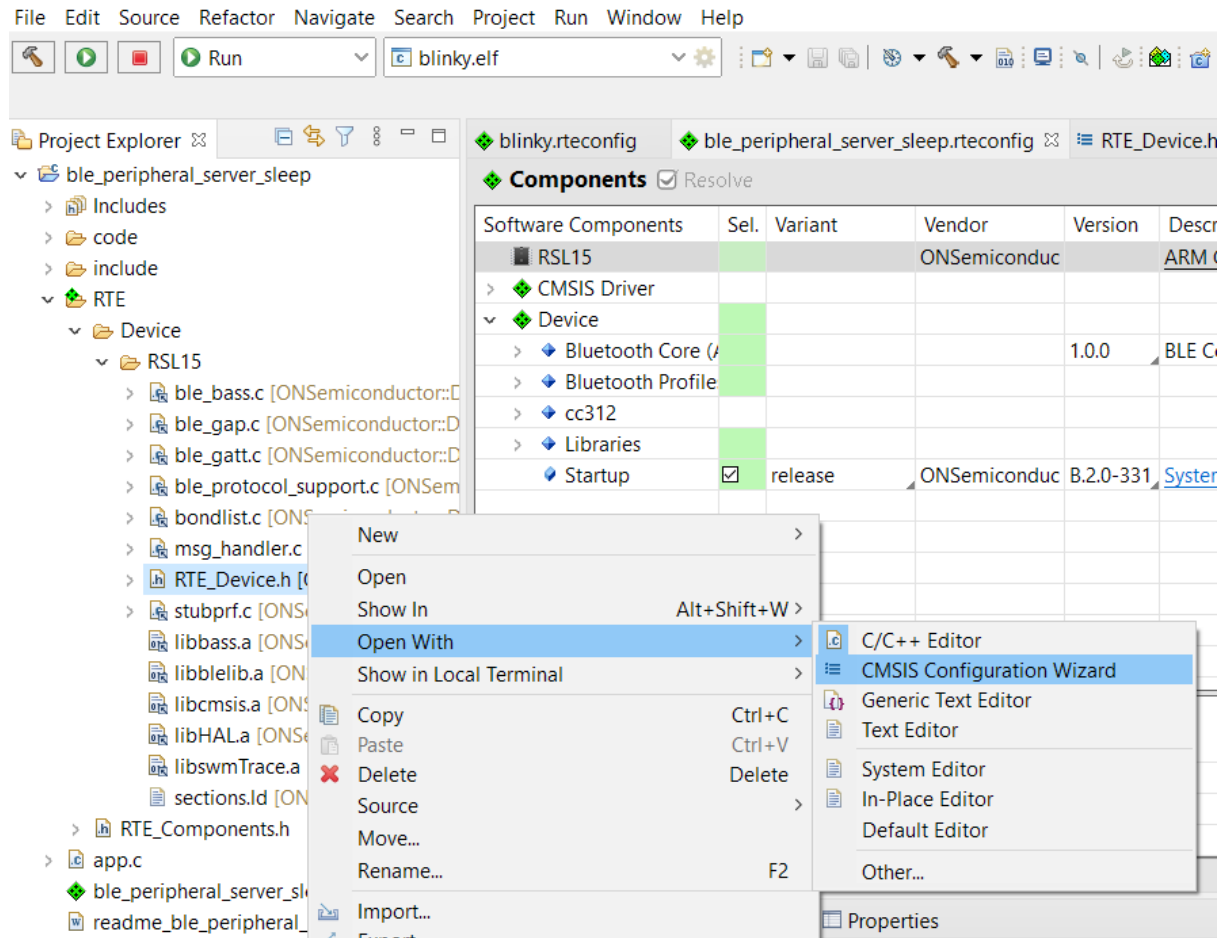 File Edit Source Refactor Navigate Search Project Run Window Help
Run blinky.elf
Project Explorer
blinky.rteconfig ble_peripheral_server_sleep.rteconfig RTE_Device.h
ble_peripheral_server_sleep
Components Resolve
Includes
code
include
RTE
Device
RSL15
ble_bass.c [ONSemiconductor::D
ble_gap.c [ONSemiconductor::D
ble_gatt.c [ONSemiconductor::D
ble_protocol_support.c [ONSem
bondlist.c [ONS
msg_handler.c
RTE_Device.h [
stubprf.c [ONS
libbass.a [ONS
libblelib.a [ON
libcmsis.a [ONS
libHAL.a [ONS
libswmTrace.a
sections.ld [ON
RTE_Components.h
app.c
ble_peripheral_server_sl
readme_ble_peripheral_
Software Components Sel. Variant Vendor Version Descr
RSL15 ONSemiconduc ARM C
CMSIS Driver
Device
Bluetooth Core (A 1.0.0 BLE C
Bluetooth Profile
cc312
Libraries
Startup release ONSemiconduc B.2.0-331 System
New
Open
Show In Alt+Shift+W
Open With
Show in Local Terminal
Copy Ctrl+C
Paste Ctrl+V
Delete Delete
Source
Move...
Rename... F2
Import...
C/C++ Editor
CMSIS Configuration Wizard
Generic Text Editor
Text Editor
System Editor
In-Place Editor
Default Editor
Other...
Properties